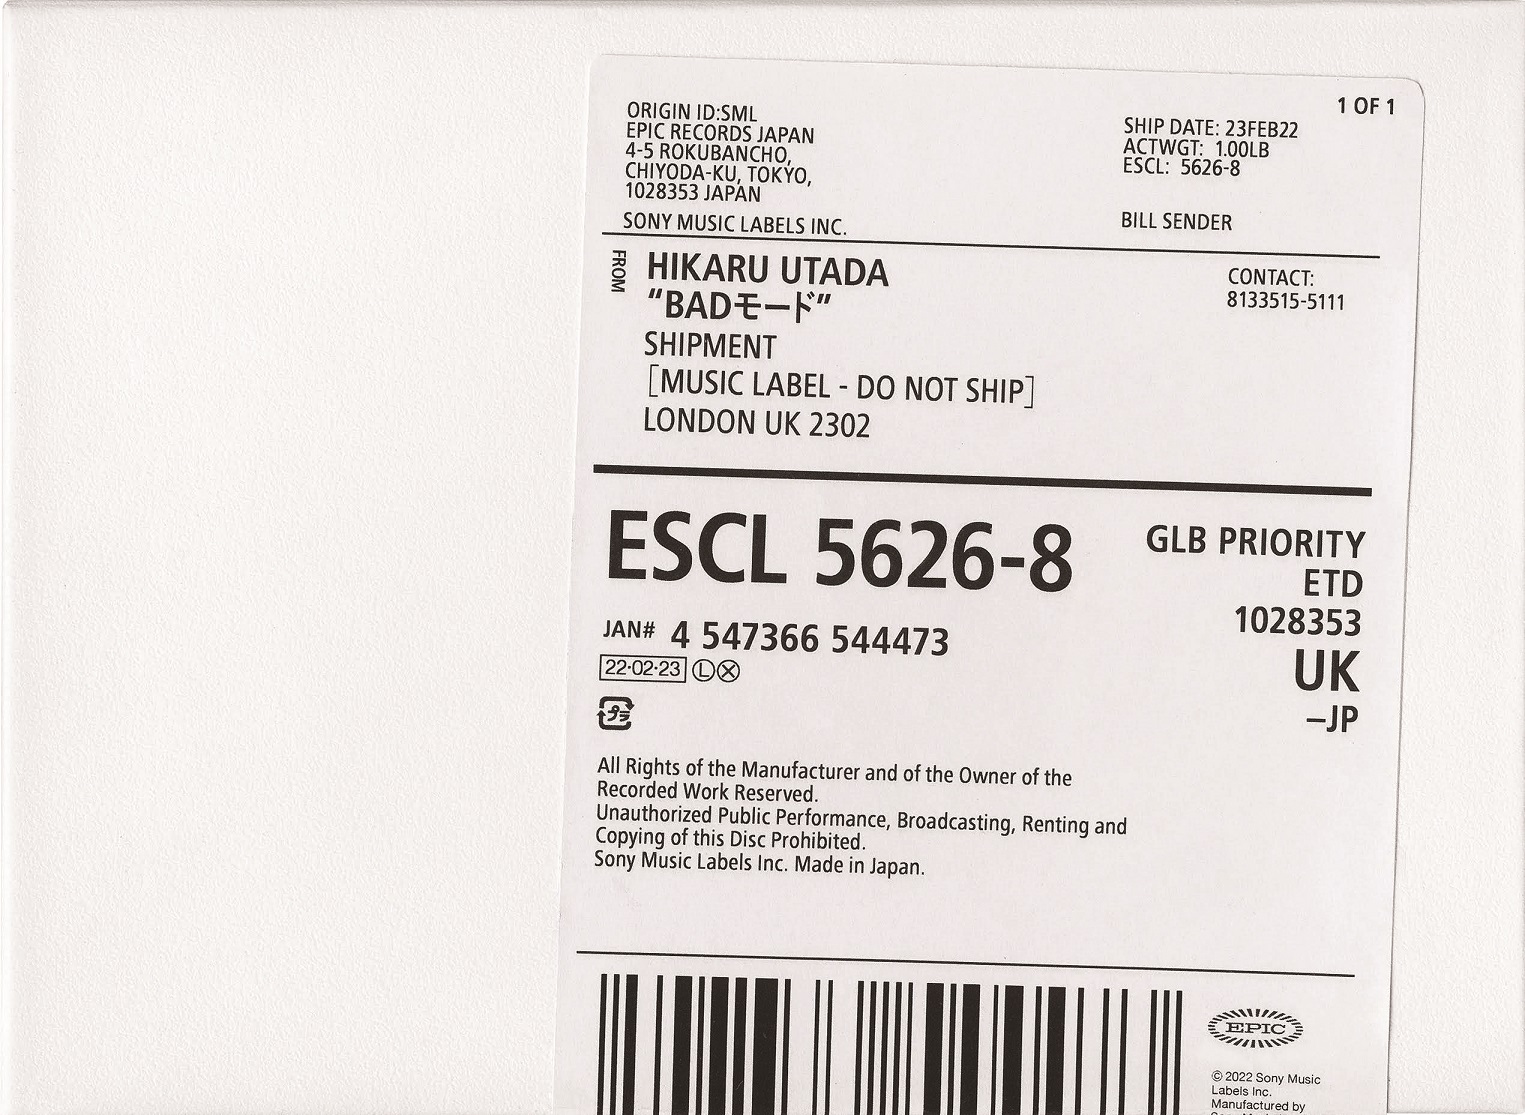 1 OF 1
ORIGIN ID:SML
EPIC RECORDS JAPAN
4-5 ROKUBANCHO,
CHIYODA-KU, TOKYO,
1028353 JAPAN
SONY MUSIC LABELS INC.
SHIP DATE: 23FEB22
ACTWGT: 1.00LB
ESCL: 5626-8
BILL SENDER
FROM
HIKARU UTADA
“BADモード”
SHIPMENT
[MUSIC LABEL - DO NOT SHIP]
LONDON UK 2302
CONTACT:
8133515-5111
ESCL 5626-8
JAN# 4 547366 544473
22·02·23 Ⓛ Ⓧ
プラ
GLB PRIORITY
ETD
1028353
UK
–JP
All Rights of the Manufacturer and of the Owner of the
Recorded Work Reserved.
Unauthorized Public Performance, Broadcasting, Renting and
Copying of this Disc Prohibited.
Sony Music Labels Inc. Made in Japan.
EPIC
© 2022 Sony Music
Labels Inc.
Manufactured by